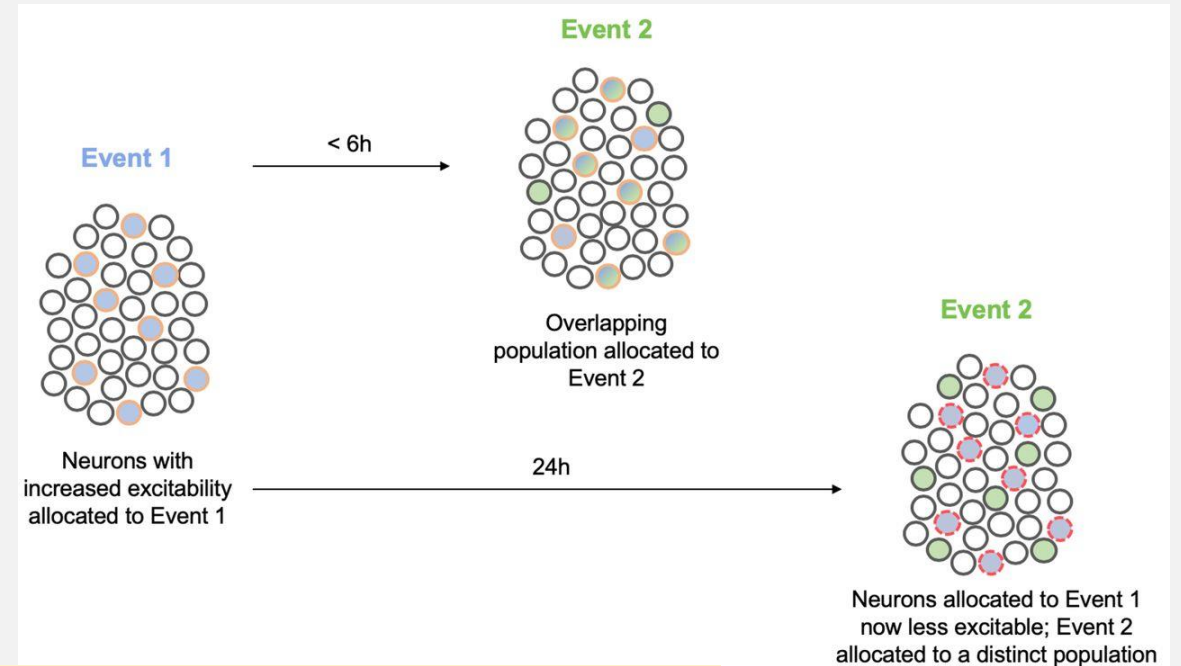 Event 1
Neurons with
increased excitability
allocated to Event 1
< 6h
Event 2
Overlapping
population allocated to
Event 2
24h
Event 2
Neurons allocated to Event 1
now less excitable; Event 2
allocated to a distinct population